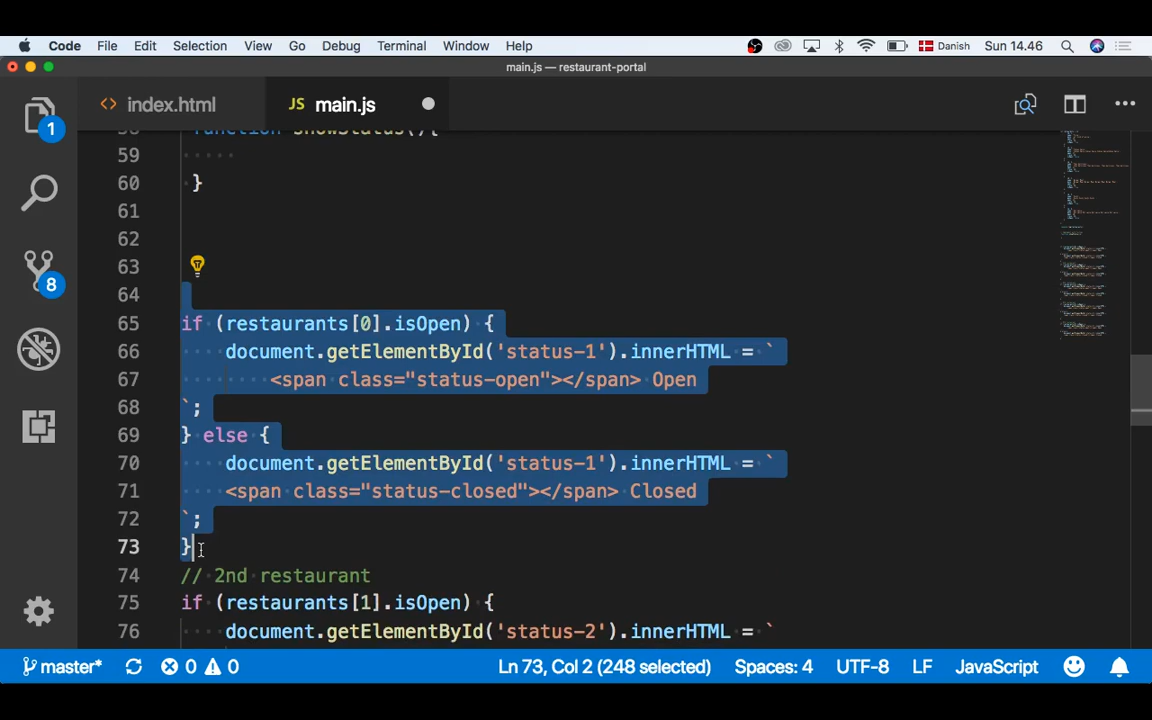 Code File Edit Selection View Go Debug Terminal Window Help Danish Sun 14.46
main.js — restaurant-portal
index.html JS main.js
58 function showStatus(){
59
60 }
61
62
63
64
65 if (restaurants[0].isOpen) {
66 document.getElementById('status-1').innerHTML = `
67 <span class="status-open"></span> Open
68 `;
69 } else {
70 document.getElementById('status-1').innerHTML = `
71 <span class="status-closed"></span> Closed
72 `;
73 }
74 // 2nd restaurant
75 if (restaurants[1].isOpen) {
76 document.getElementById('status-2').innerHTML = `
1
8
master* 0 0 Ln 73, Col 2 (248 selected) Spaces: 4 UTF-8 LF JavaScript